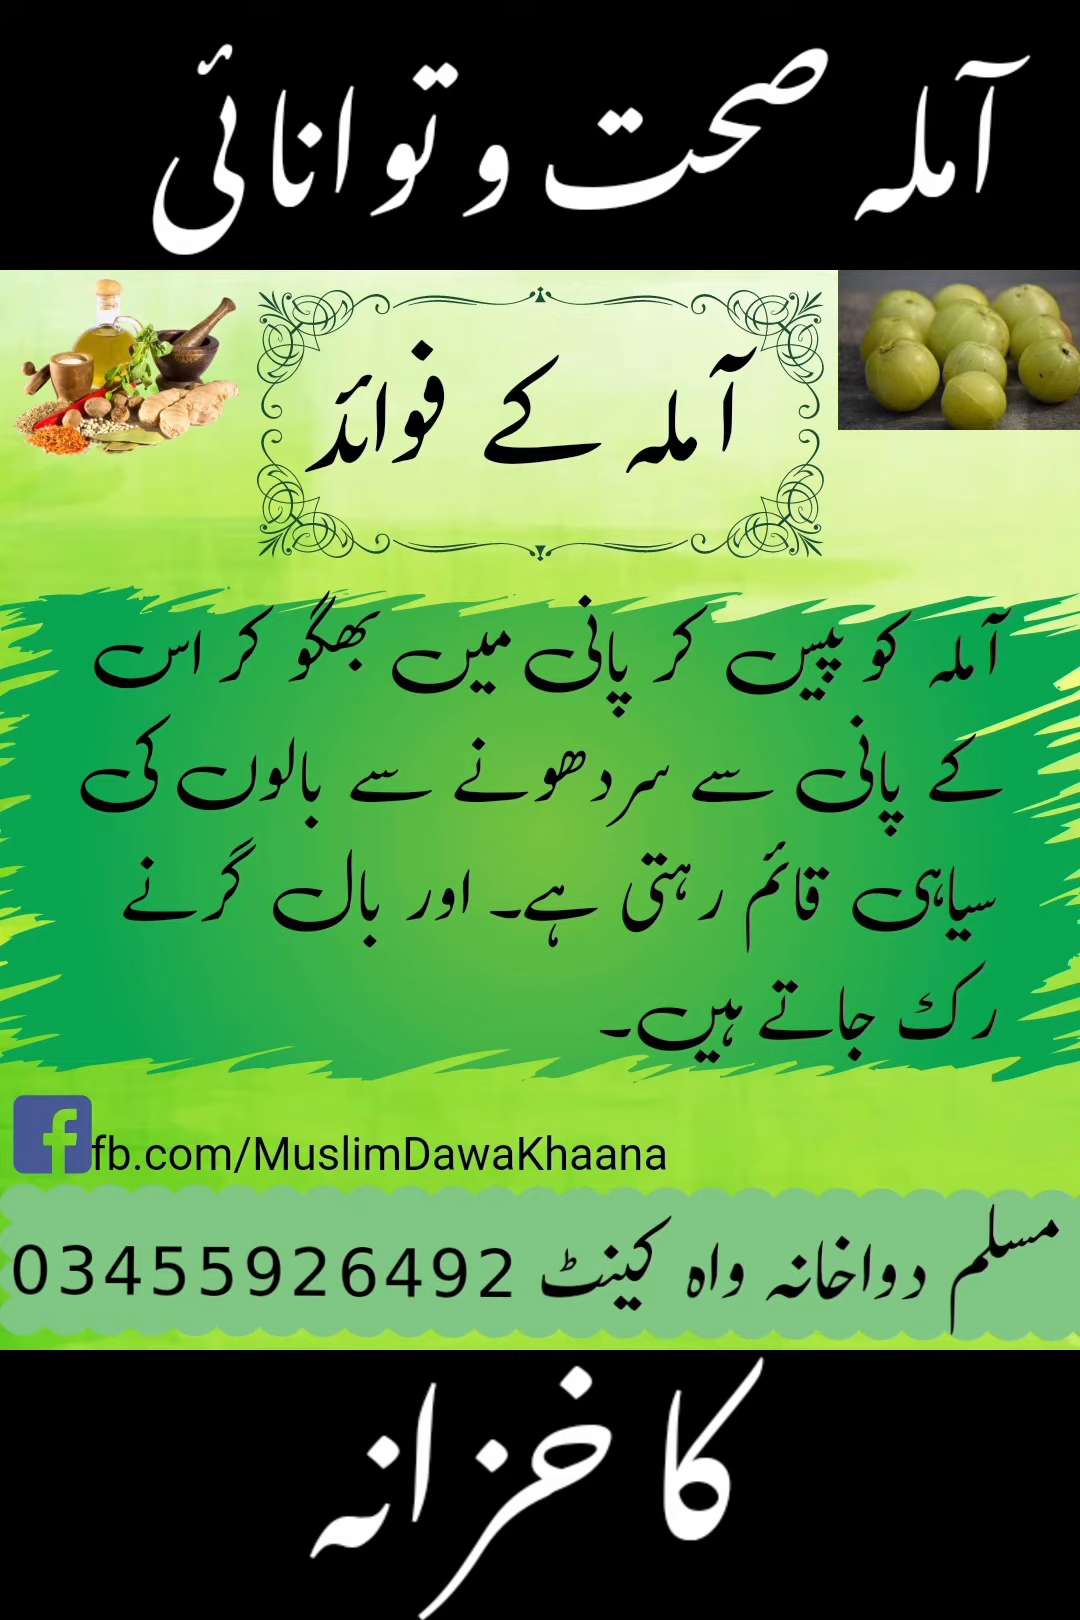 آملہ صحت و توانائی
آملہ کے فوائد
آملہ کو پیس کر پانی میں بھگو کر اس
کے پانی سے سر دھونے سے بالوں کی
سیاہی قائم رہتی ہے۔ اور بال گرنے
رک جاتے ہیں۔
fb.com/MuslimDawaKhaana
مسلم دواخانہ واہ کینٹ 03455926492
کا خزانہ